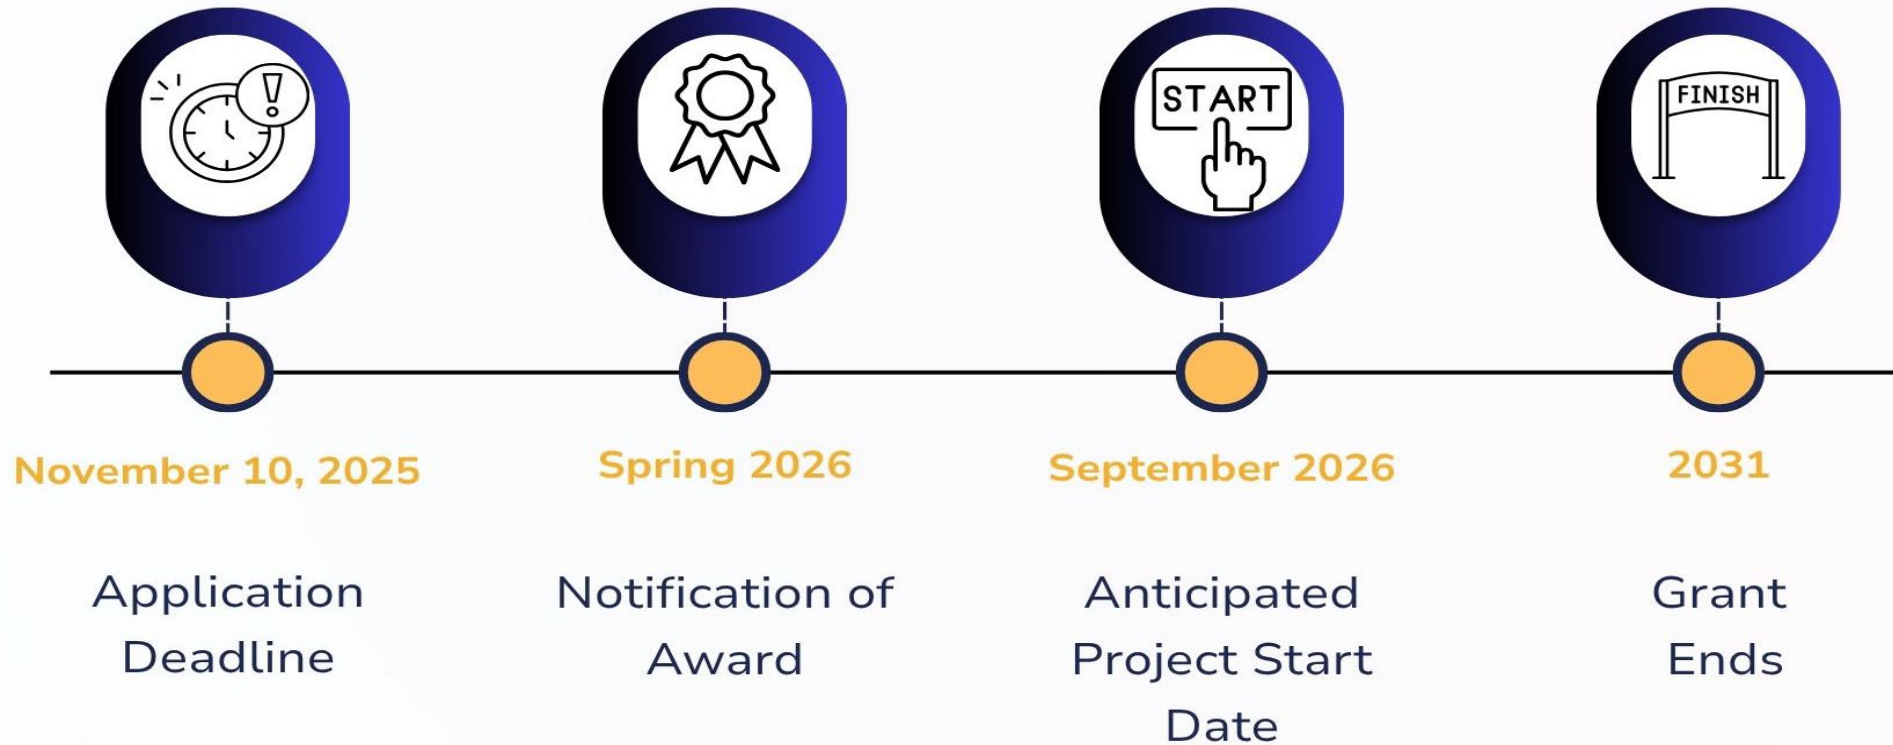 START
FINISH
November 10, 2025
Spring 2026
September 2026
2031
Application
Deadline
Notification of
Award
Anticipated
Project Start
Date
Grant
Ends